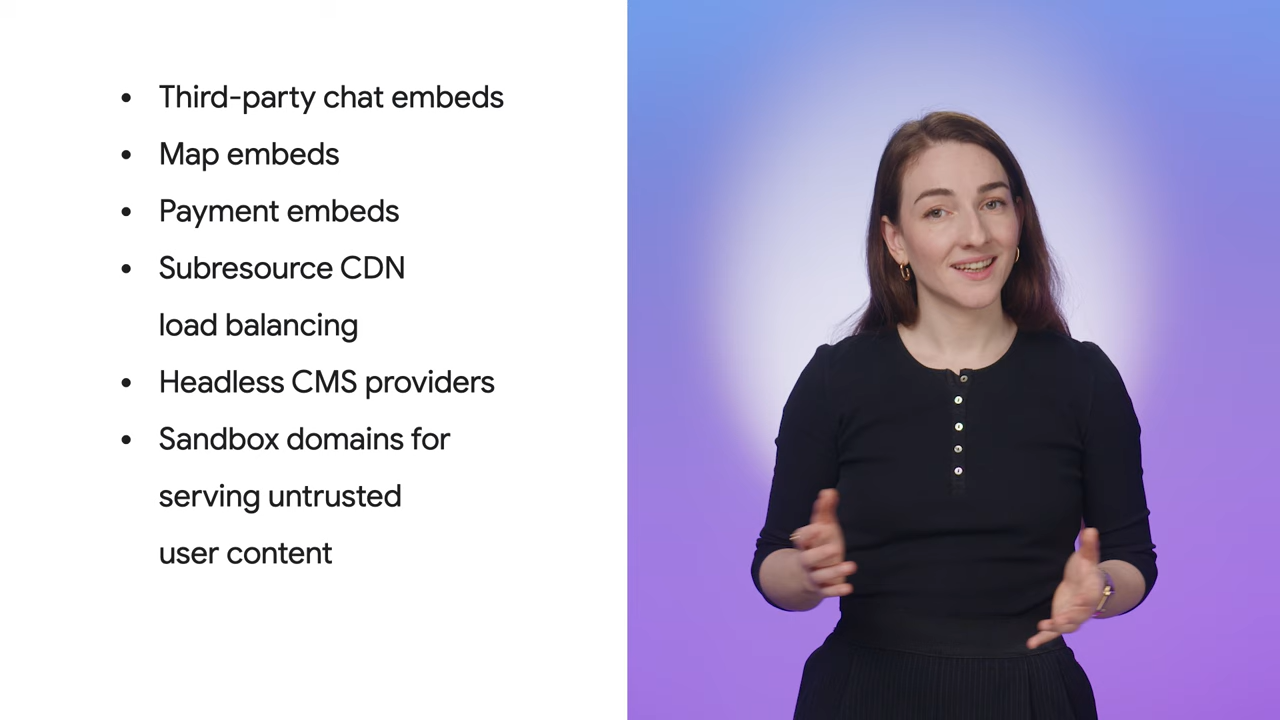 • Third-party chat embeds
• Map embeds
• Payment embeds
• Subresource CDN
load balancing
• Headless CMS providers
• Sandbox domains for
serving untrusted
user content